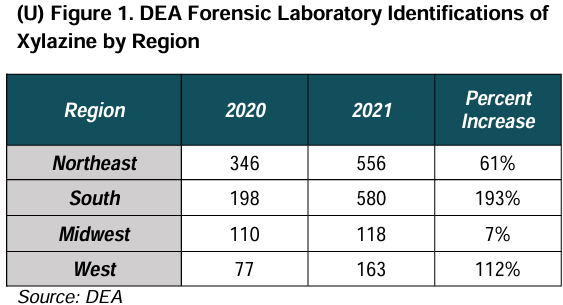 (U) Figure 1. DEA Forensic Laboratory Identifications of
Xylazine by Region
Region 2020 2021 Percent Increase
Northeast 346 556 61%
South 198 580 193%
Midwest 110 118 7%
West 77 163 112%
Source: DEA